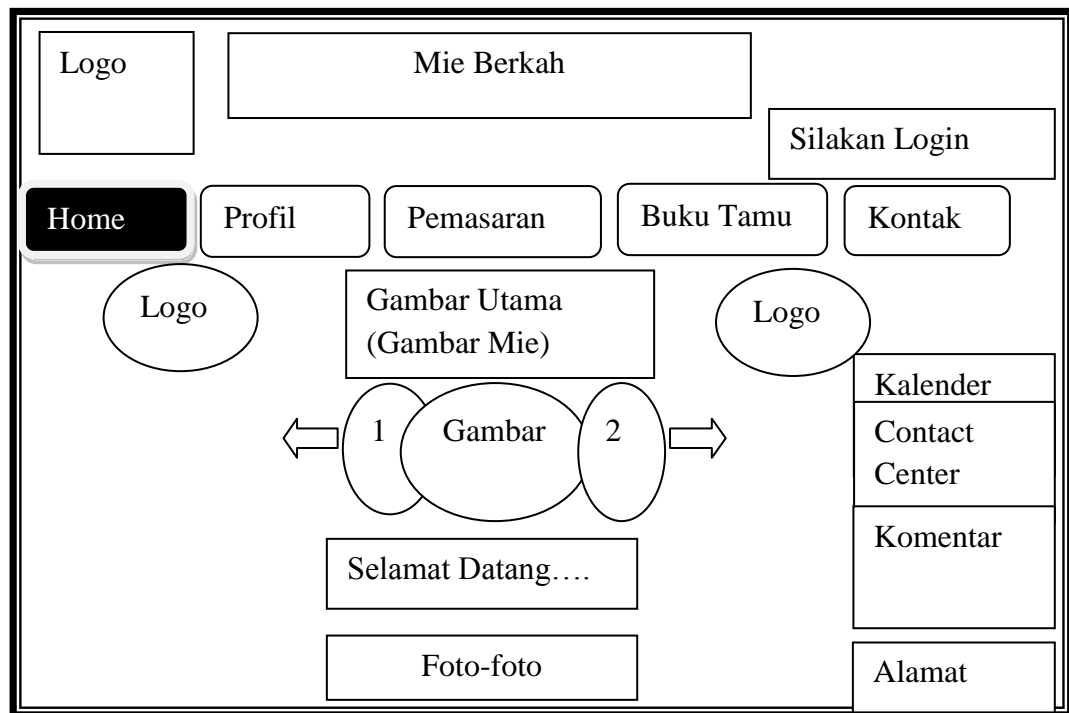 Logo
Mie Berkah
Silakan Login
Home
Profil
Pemasaran
Buku Tamu
Kontak
Logo
Gambar Utama
(Gambar Mie)
Logo
Kalender
1
Gambar
2
Contact
Center
Komentar
Selamat Datang….
Foto-foto
Alamat